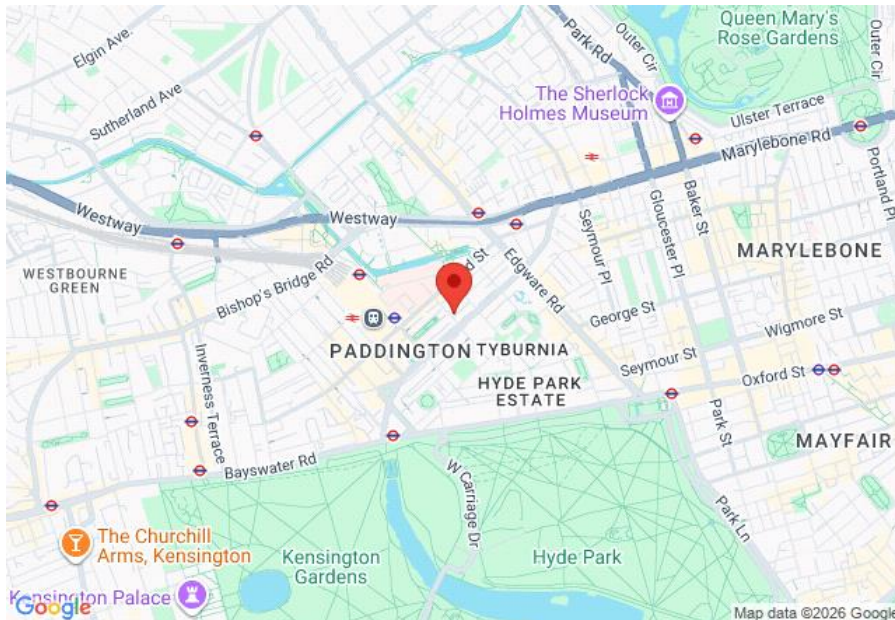 Queen Mary's
Rose Gardens
Elgin Ave.
Park Rd
Outer Cir
Outer Cir
Sutherland Ave
The Sherlock
Holmes Museum
Ulster Terrace
Marylebone Rd
Portland Pl
Westway
Westway
Baker St
Gloucester Pl
Seymour Pl
MARYLEBONE
WESTBOURNE
GREEN
Bishop's Bridge Rd
Edgware Rd
George St
Wigmore St
PADDINGTON
TYBURNIA
Seymour St
HYDE PARK
ESTATE
Oxford St
Inverness Terrace
Park St
MAYFAIR
Bayswater Rd
W Carriage Dr
Park Ln
The Churchill
Arms, Kensington
Kensington
Gardens
Hyde Park
Kensington Palace
Google
Map data ©2026 Google